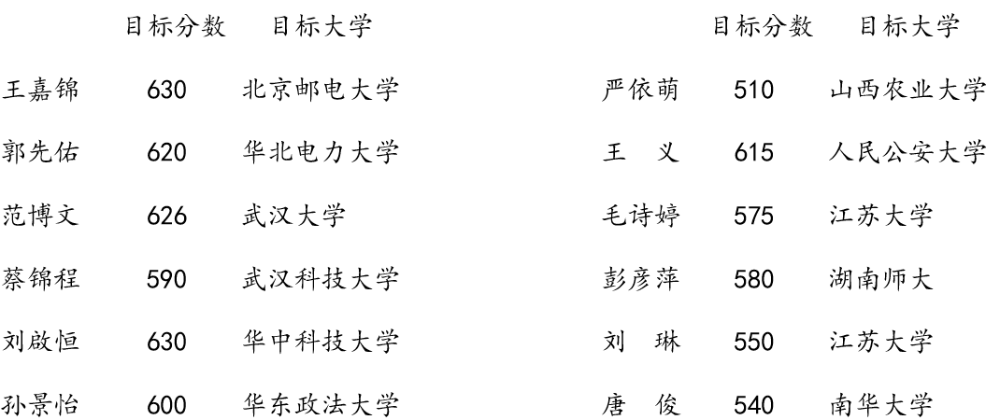 目标分数 目标大学 目标分数 目标大学
王嘉锦 630 北京邮电大学 严依萌 510 山西农业大学
郭先佑 620 华北电力大学 王 义 615 人民公安大学
范博文 626 武汉大学 毛诗婷 575 江苏大学
蔡锦程 590 武汉科技大学 彭彦萍 580 湖南师大
刘啟恒 630 华中科技大学 刘 琳 550 江苏大学
孙景怡 600 华东政法大学 唐 俊 540 南华大学